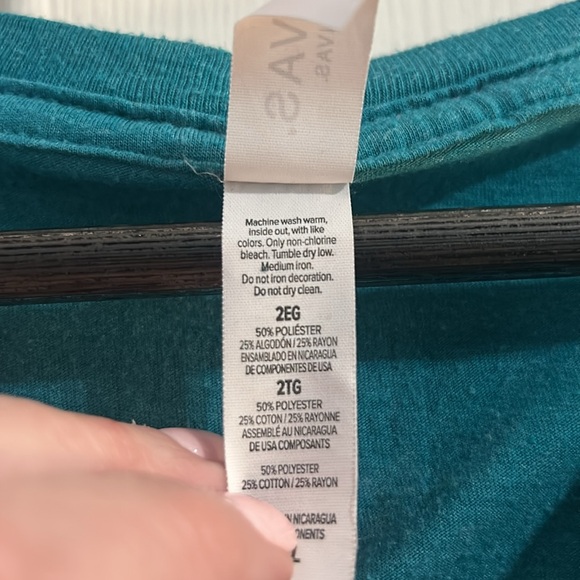 Machine wash warm,
inside out, with like
colors. Only non-chlorine
bleach. Tumble dry low.
Medium iron.
Do not iron decoration.
Do not dry clean.
2EG
50% POLIÉSTER
25% ALGODÓN / 25% RAYON
ENSAMBLADO EN NICARAGUA
DE COMPONENTES DE USA
2TG
50% POLYESTER
25% COTON / 25% RAYONNE
ASSEMBLÉ AU NICARAGUA
DE USA COMPOSANTS
50% POLYESTER
25% COTTON / 25% RAYON
NICARAGUA